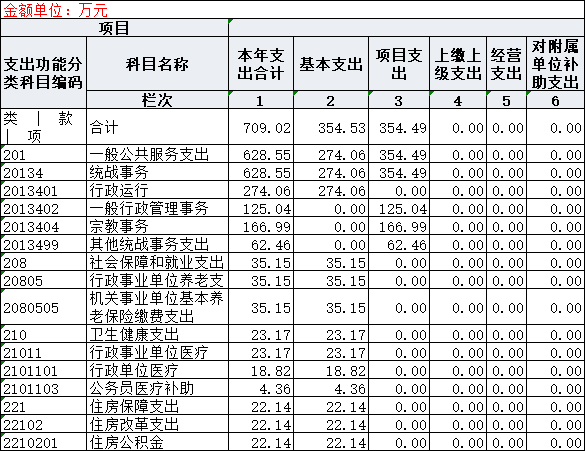 金额单位：万元
项目
支出功能分类科目编码 科目名称 本年支出合计 基本支出 项目支出 上缴上级支出 经营支出 对附属单位补助支出
栏次 1 2 3 4 5 6
类 款 项 合计 709.02 354.53 354.49 0.00 0.00 0.00
201 一般公共服务支出 628.55 274.06 354.49 0.00 0.00 0.00
20134 统战事务 628.55 274.06 354.49 0.00 0.00 0.00
2013401 行政运行 274.06 274.06 0.00 0.00 0.00 0.00
2013402 一般行政管理事务 125.04 0.00 125.04 0.00 0.00 0.00
2013404 宗教事务 166.99 0.00 166.99 0.00 0.00 0.00
2013499 其他统战事务支出 62.46 0.00 62.46 0.00 0.00 0.00
208 社会保障和就业支出 35.15 35.15 0.00 0.00 0.00 0.00
20805 行政事业单位养老支 35.15 35.15 0.00 0.00 0.00 0.00
2080505 机关事业单位基本养老保险缴费支出 35.15 35.15 0.00 0.00 0.00 0.00
210 卫生健康支出 23.17 23.17 0.00 0.00 0.00 0.00
21011 行政事业单位医疗 23.17 23.17 0.00 0.00 0.00 0.00
2101101 行政单位医疗 18.82 18.82 0.00 0.00 0.00 0.00
2101103 公务员医疗补助 4.36 4.36 0.00 0.00 0.00 0.00
221 住房保障支出 22.14 22.14 0.00 0.00 0.00 0.00
22102 住房改革支出 22.14 22.14 0.00 0.00 0.00 0.00
2210201 住房公积金 22.14 22.14 0.00 0.00 0.00 0.00